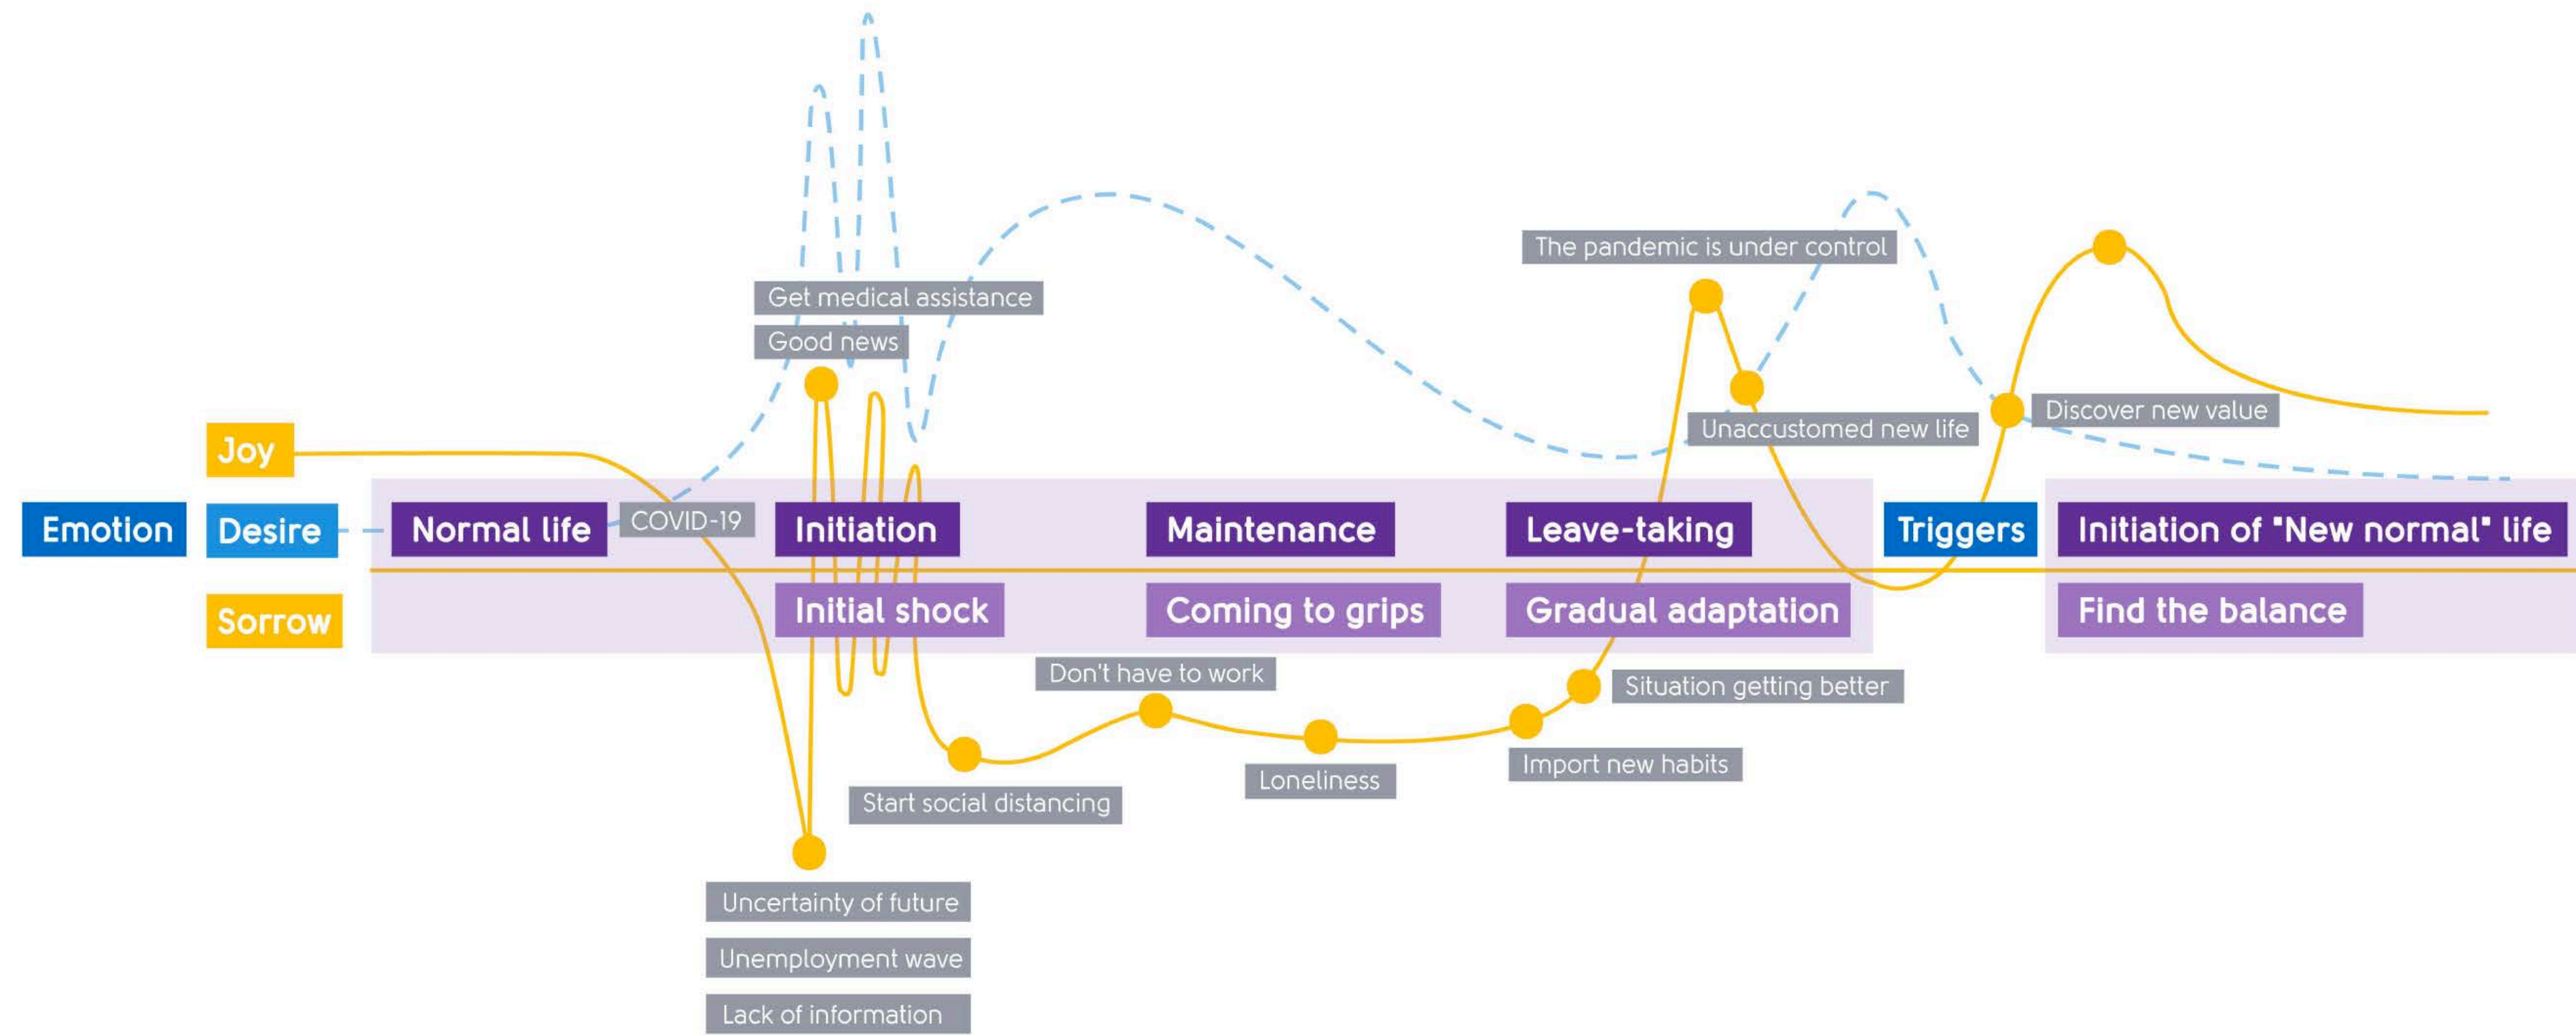 Get medical assistance
Good news
The pandemic is under control
Unaccustomed new life
Discover new value
Joy
Emotion
Desire
Sorrow
Normal life
COVID-19
Initiation
Maintenance
Leave-taking
Triggers
Initiation of "New normal" life
Initial shock
Coming to grips
Gradual adaptation
Find the balance
Don't have to work
Situation getting better
Start social distancing
Loneliness
Import new habits
Uncertainty of future
Unemployment wave
Lack of information